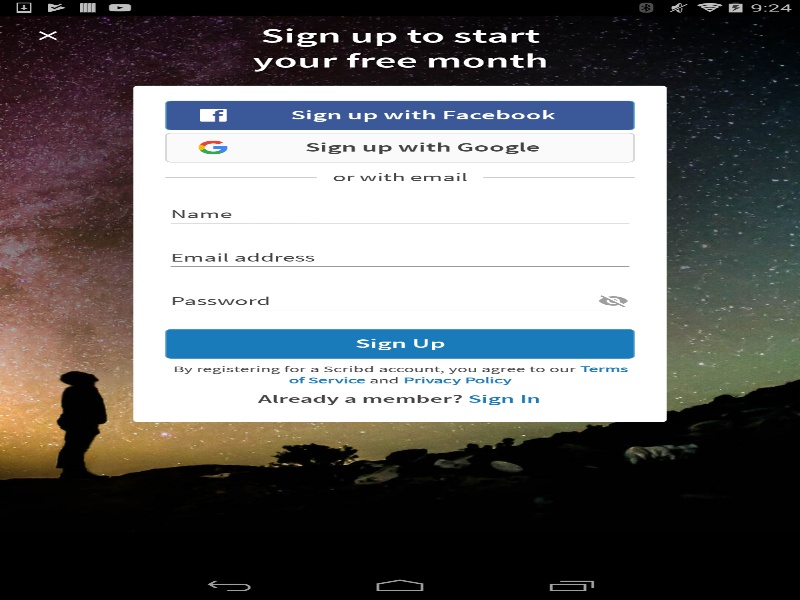 9:24
Sign up to start
your free month
Sign up with Facebook
Sign up with Google
or with email
Name
Email address
Password
Sign Up
By registering for a Scribd account, you agree to our Terms
of Service and Privacy Policy
Already a member? Sign In